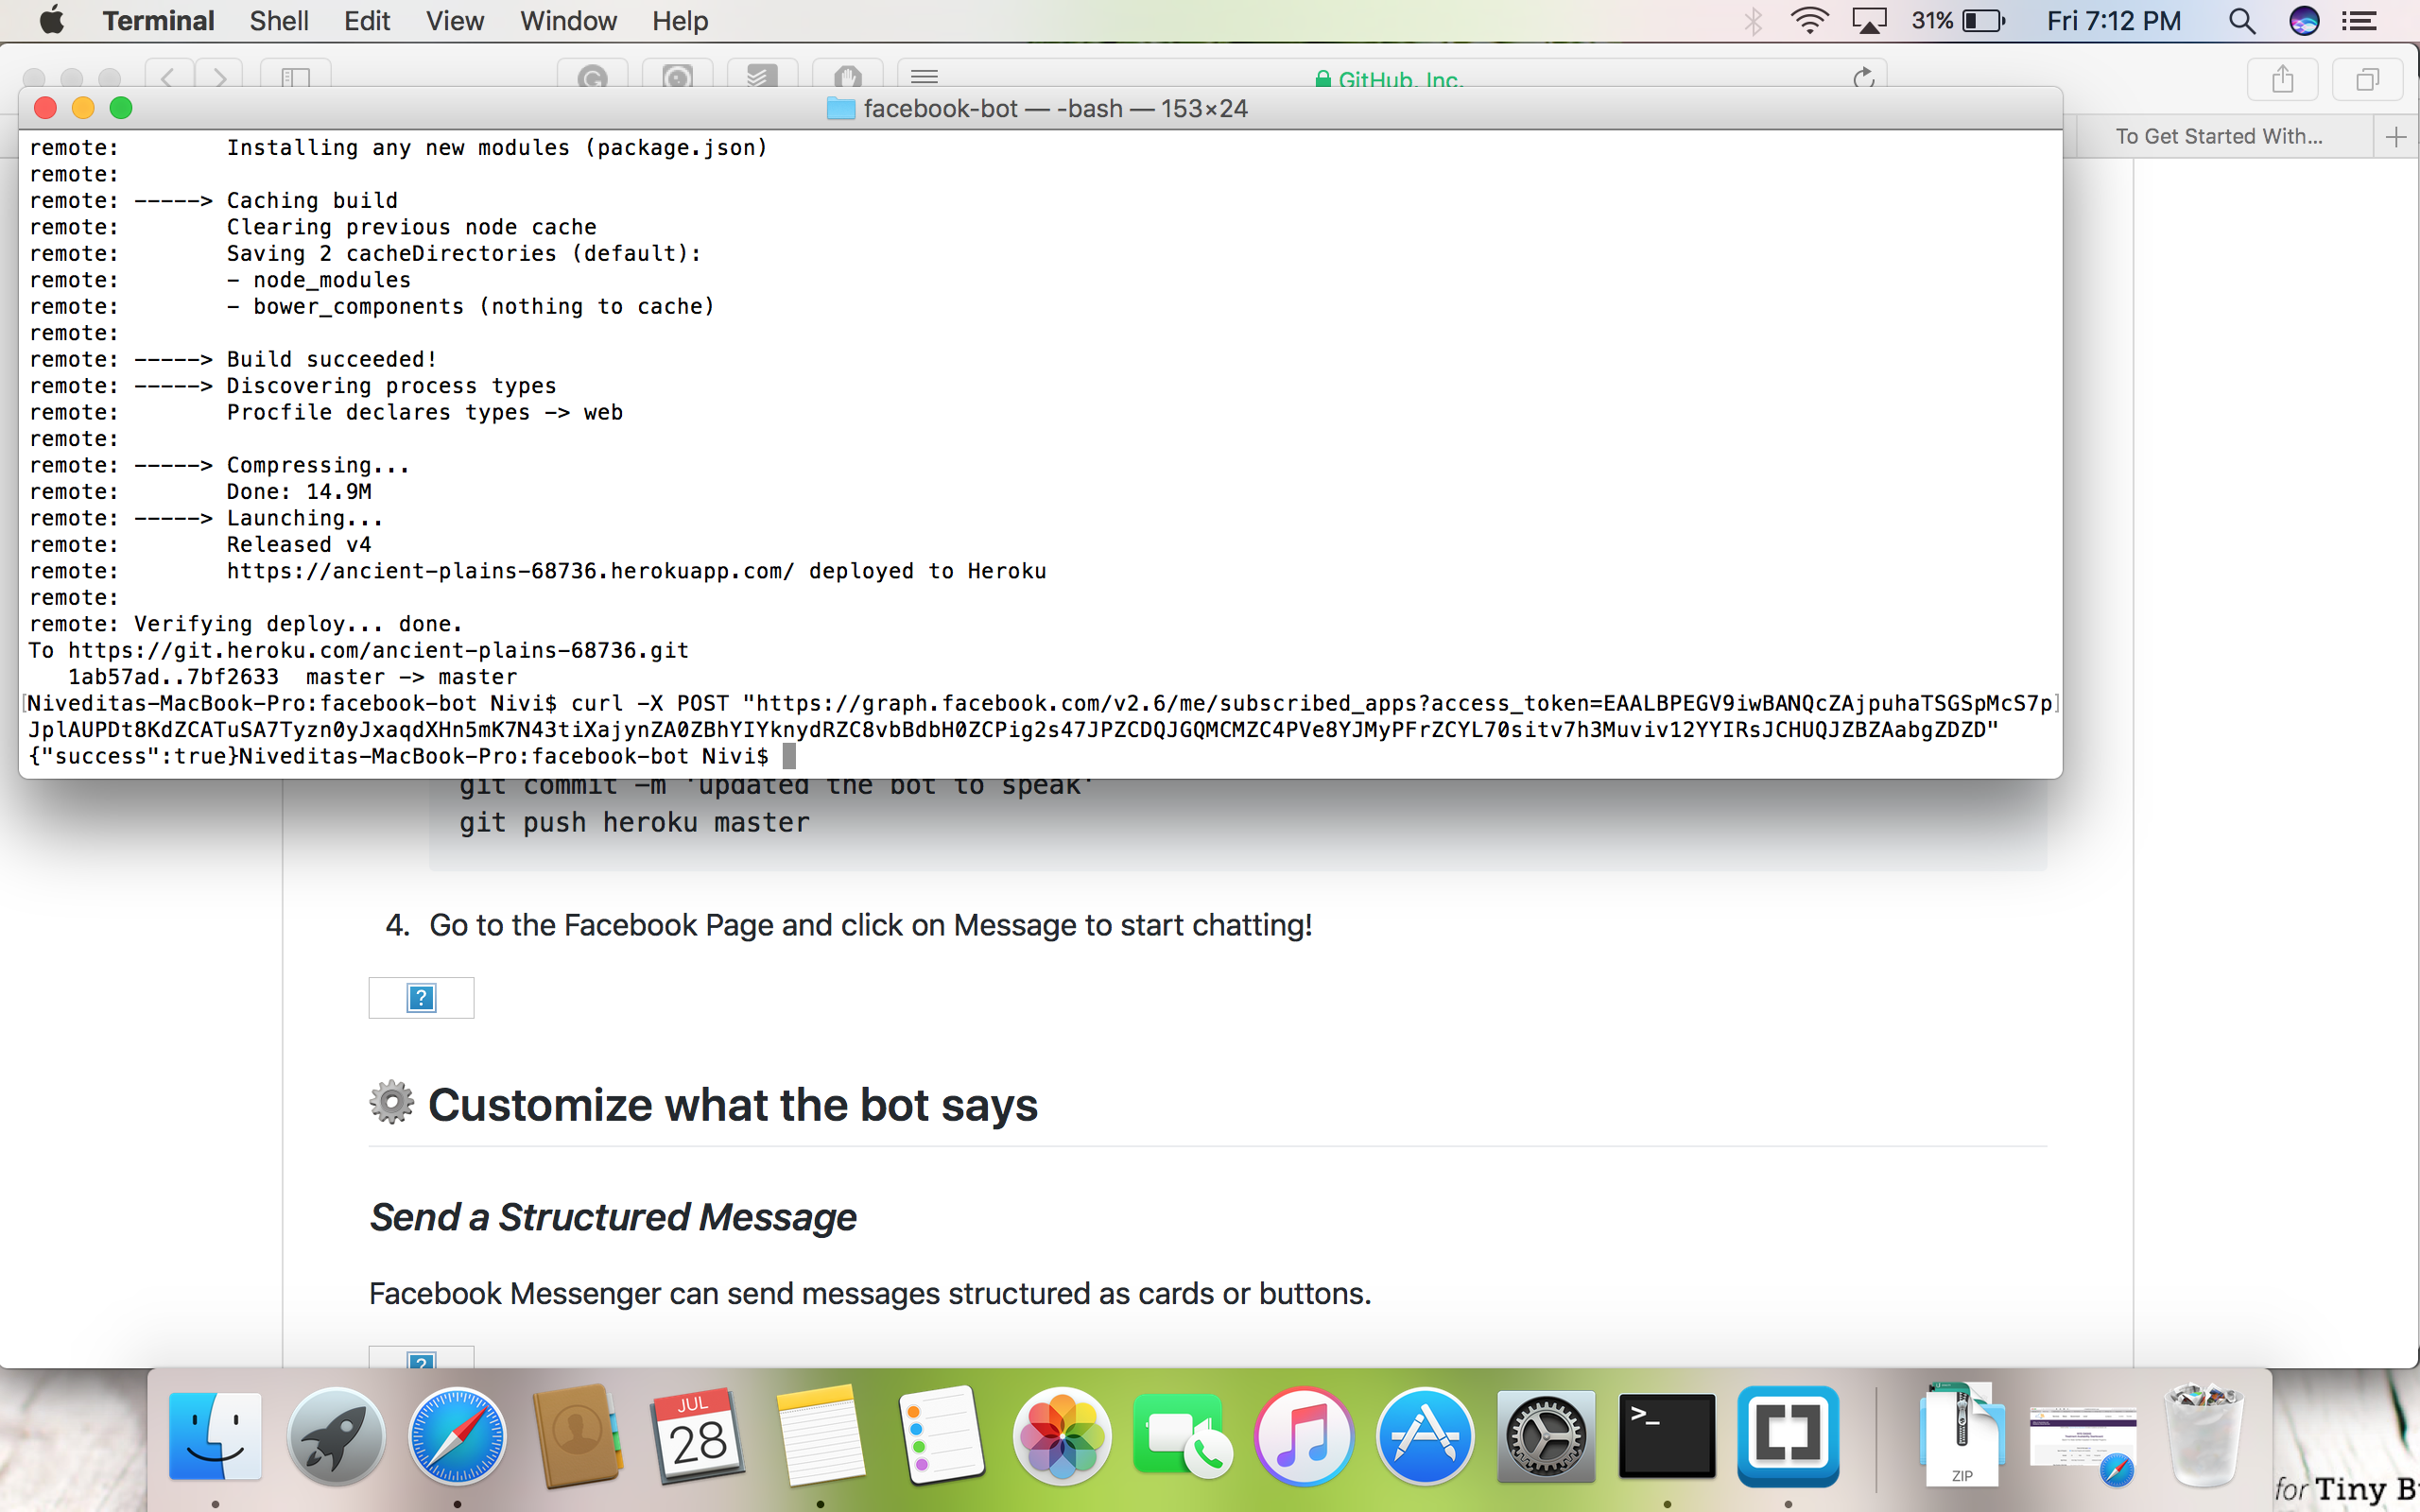 Terminal Shell Edit View Window Help 31% Fri 7:12 PM
GitHub, Inc.
facebook-bot — -bash — 153×24
To Get Started With...
remote: Installing any new modules (package.json)
remote:
remote: -----> Caching build
remote: Clearing previous node cache
remote: Saving 2 cacheDirectories (default):
remote: - node_modules
remote: - bower_components (nothing to cache)
remote:
remote: -----> Build succeeded!
remote: -----> Discovering process types
remote: Procfile declares types -> web
remote:
remote: -----> Compressing...
remote: Done: 14.9M
remote: -----> Launching...
remote: Released v4
remote: https://ancient-plains-68736.herokuapp.com/ deployed to Heroku
remote:
remote: Verifying deploy... done.
To https://git.heroku.com/ancient-plains-68736.git
1ab57ad..7bf2633 master -> master
[Niveditas-MacBook-Pro:facebook-bot Nivi$ curl -X POST "https://graph.facebook.com/v2.6/me/subscribed_apps?access_token=EAALBPEGV9iwBANQcZAjpuhaTSGSpMcS7p]
JplAUPDt8KdZCATuSA7Tyzn0yJxaqdXHn5mK7N43tiXajynZA0ZBhYIYknydRZC8vbBdbH0ZCPig2s47JPZCDQJGQMCMZC4PVe8YJMyPFrZCYL70sitv7h3Muviv12YYIRsJCHUQJZBZAabgZDZD"
{"success":true}Niveditas-MacBook-Pro:facebook-bot Nivi$
git commit -m 'updated the bot to speak'
git push heroku master
4. Go to the Facebook Page and click on Message to start chatting!
Customize what the bot says
Send a Structured Message
Facebook Messenger can send messages structured as cards or buttons.
JUL
28
ZIP
for Tiny B